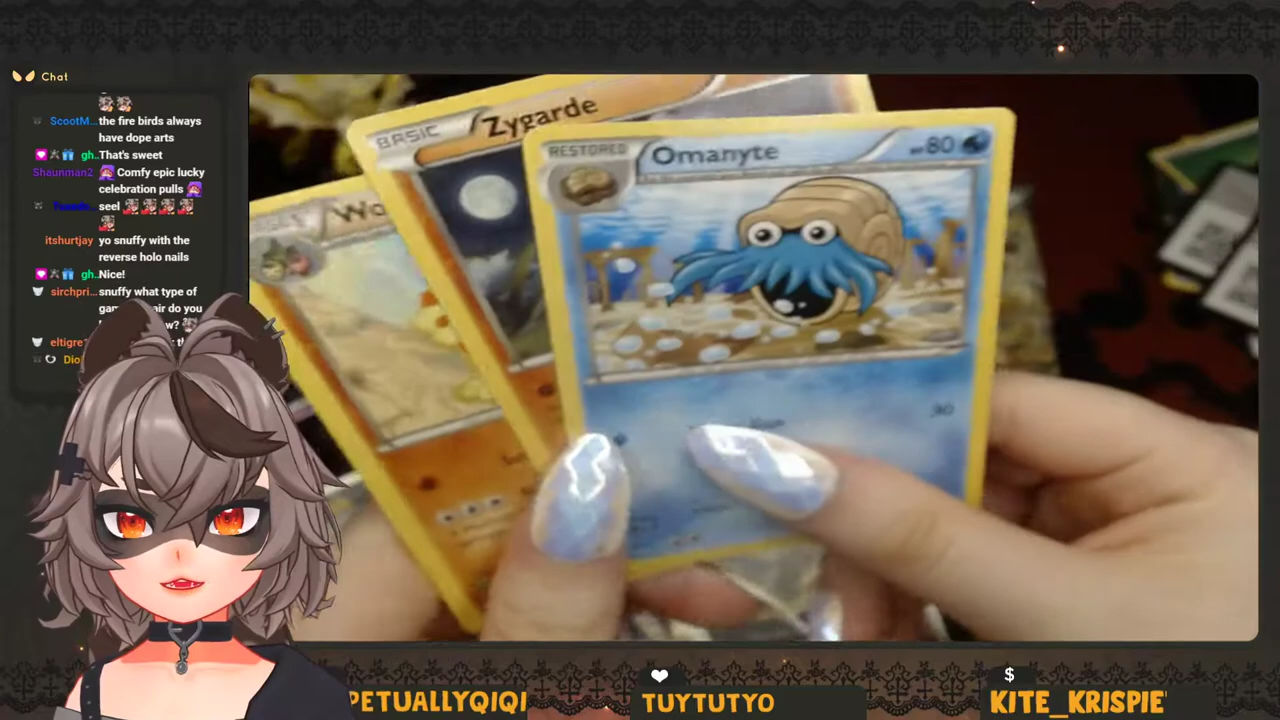 Chat
ScootM... the fire birds always
have dope arts
gh.. That's sweet
Shaunman2 Comfy epic lucky
celebration pulls
seel
itshurtjay yo snuffy with the
reverse holo nails
gh.. Nice!
sirchpri... snuffy what type of
BASIC Zygarde
RESTORED Omanyte 80
30
PETUALLYQIQI
TUYTUTYO
$
KITE_KRISPIE